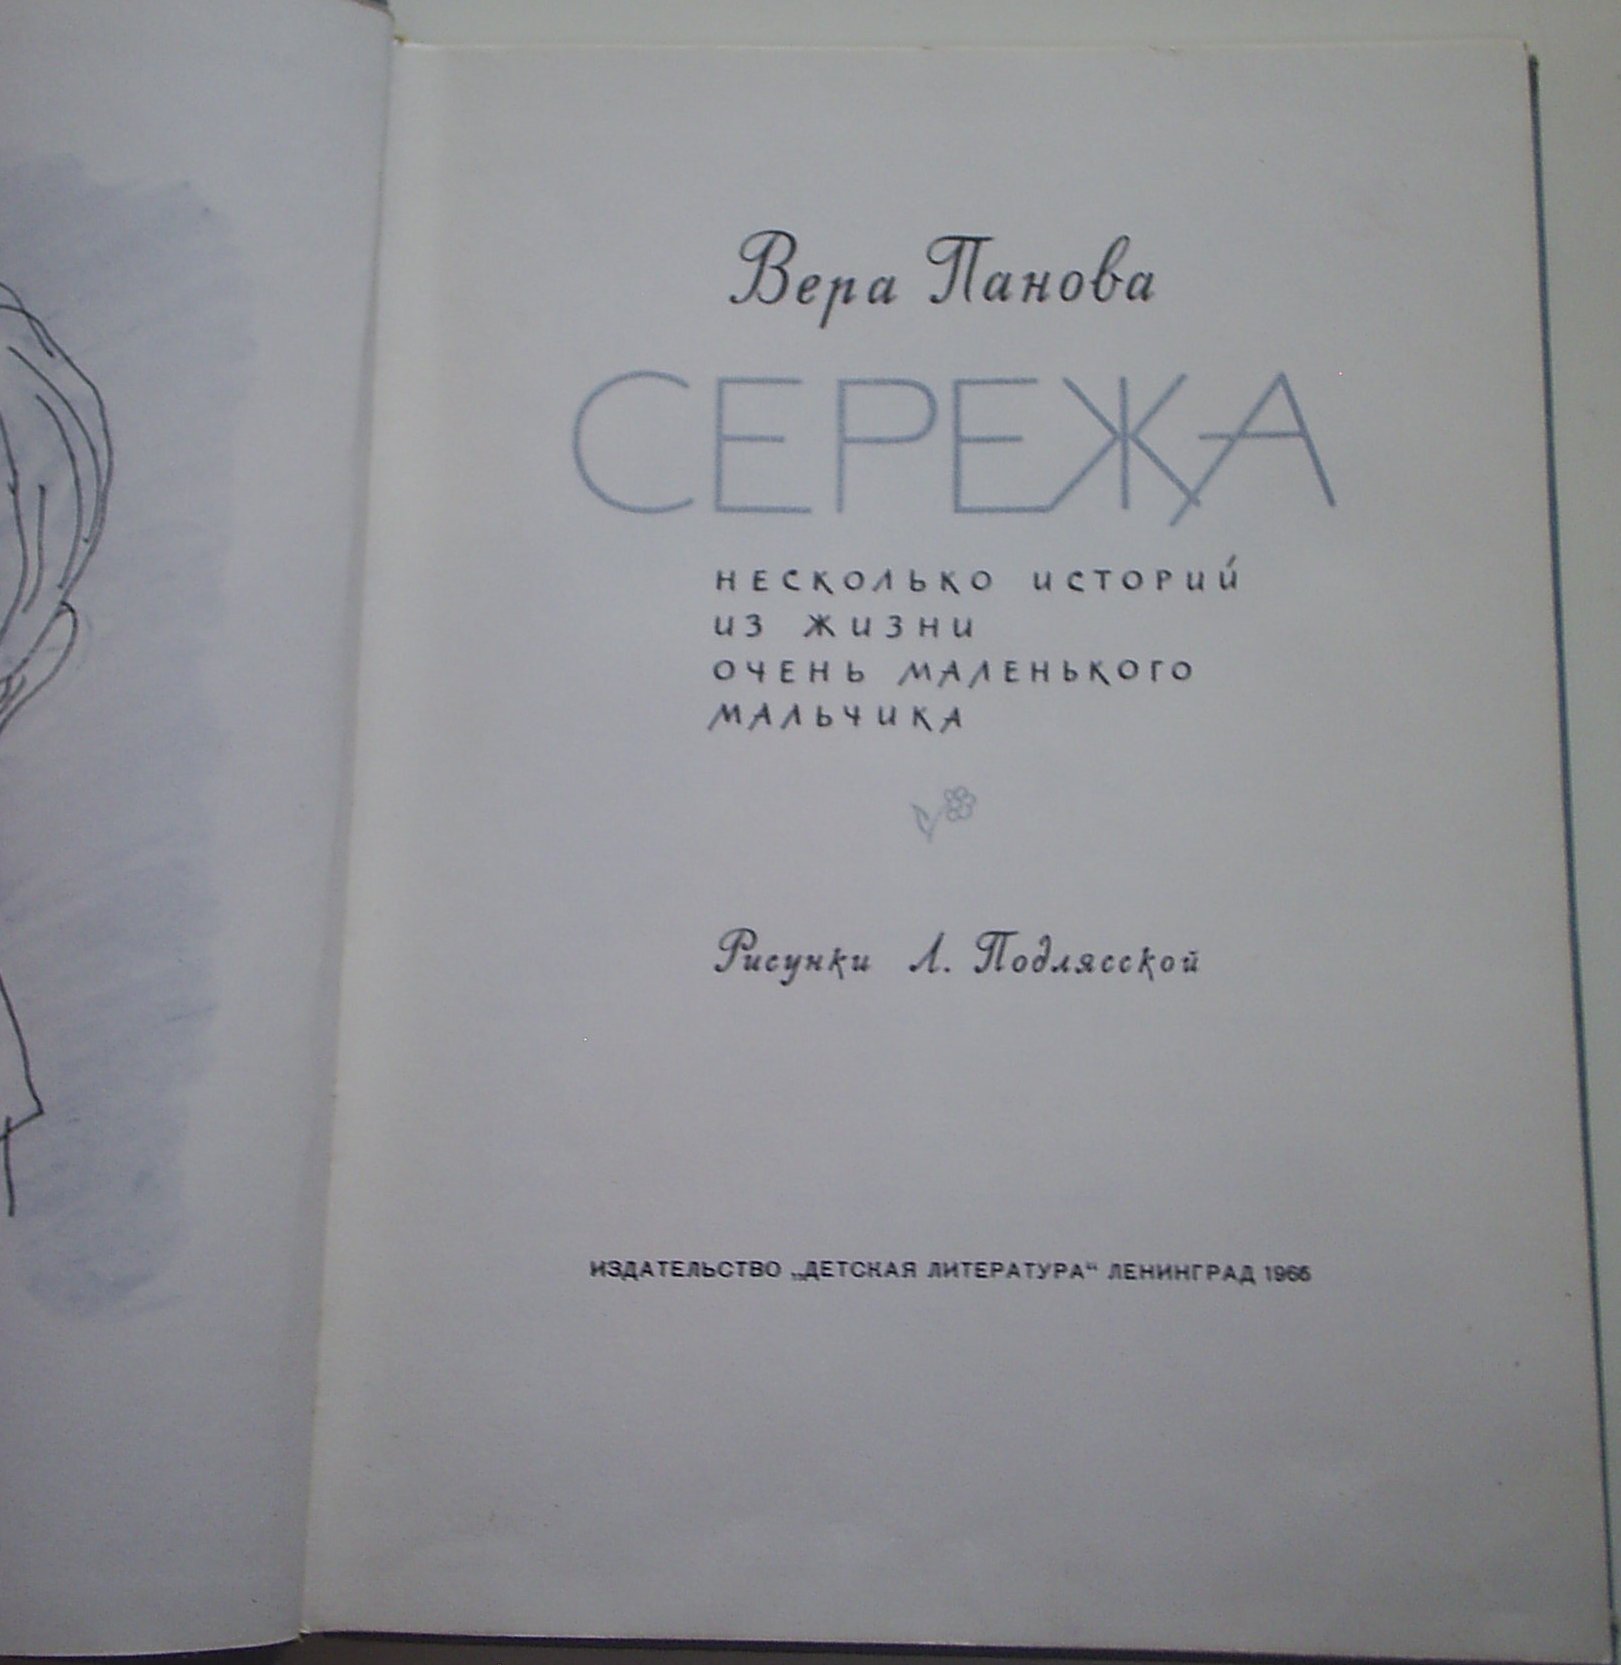 Вера Панова
СЕРЕЖА
НЕСКОЛЬКО ИСТОРИЙ
ИЗ ЖИЗНИ
ОЧЕНЬ МАЛЕНЬКОГО
МАЛЬЧИКА
Рисунки Л. Подлясской
ИЗДАТЕЛЬСТВО „ДЕТСКАЯ ЛИТЕРАТУРА“ ЛЕНИНГРАД 1966